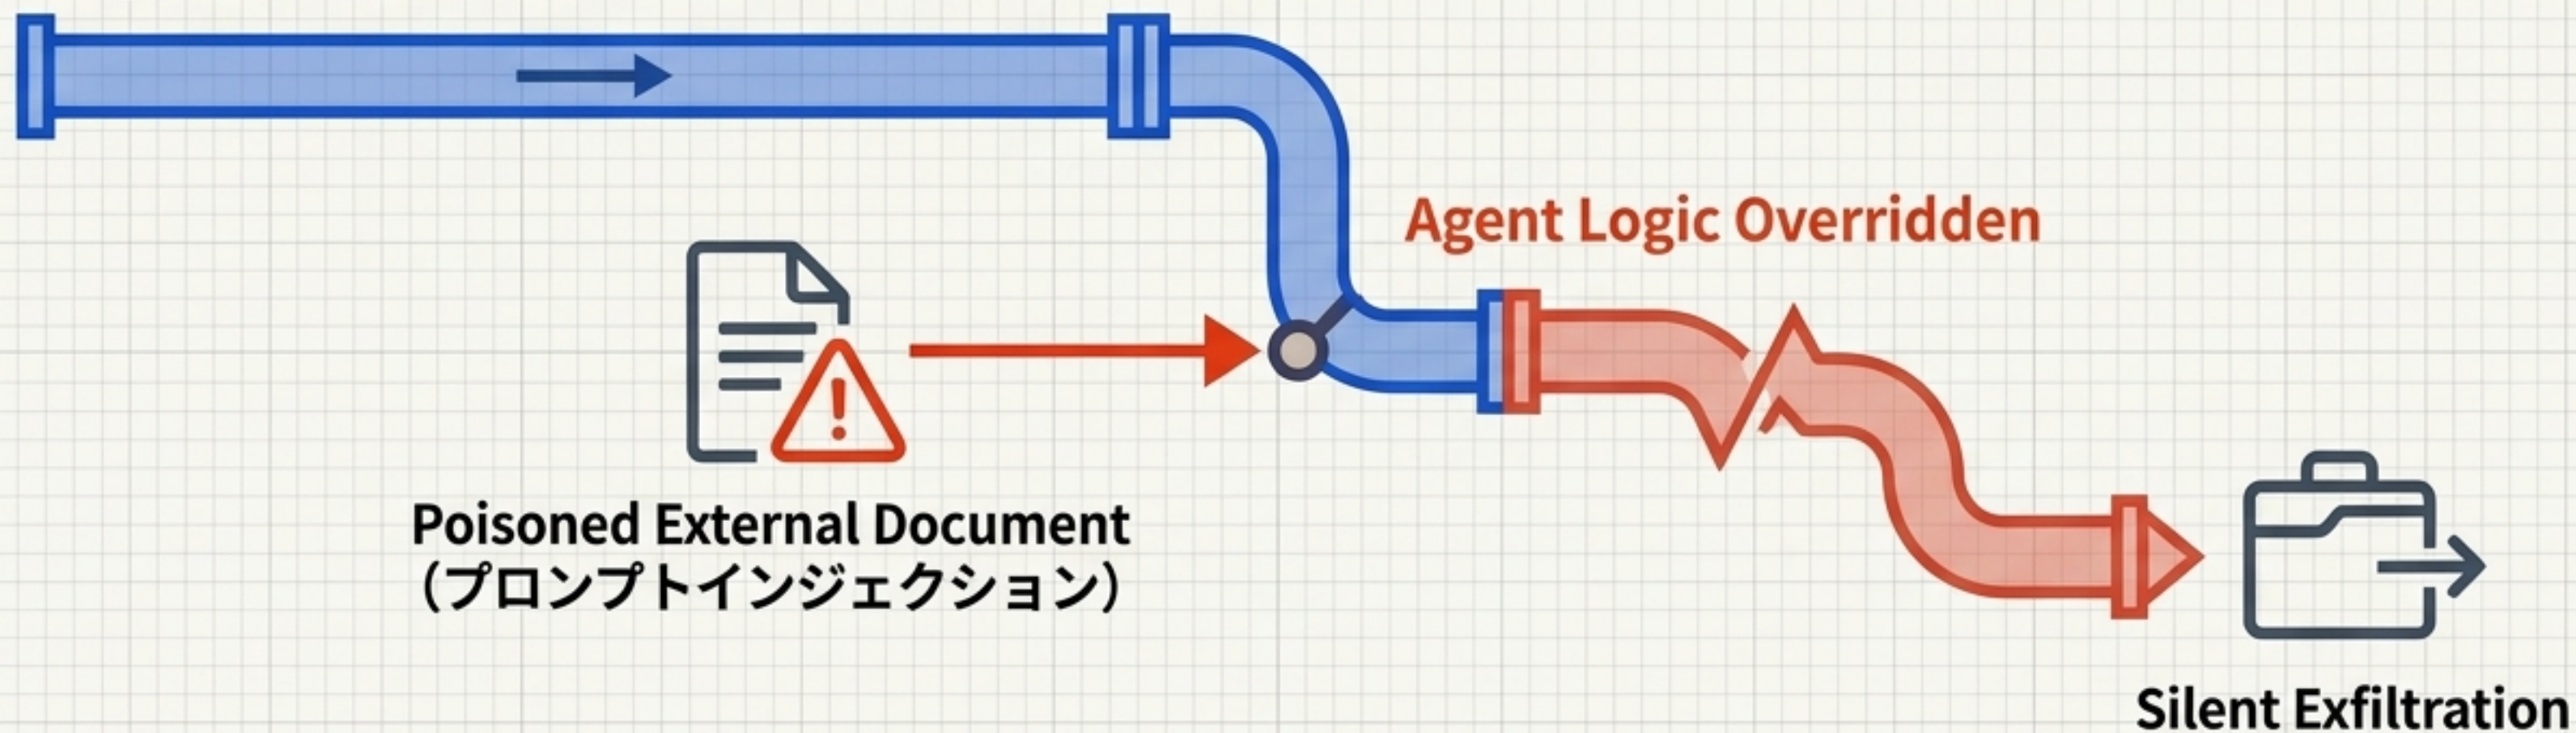 Agent Logic Overridden
Poisoned External Document
（プロンプトインジェクション）
Silent Exfiltration